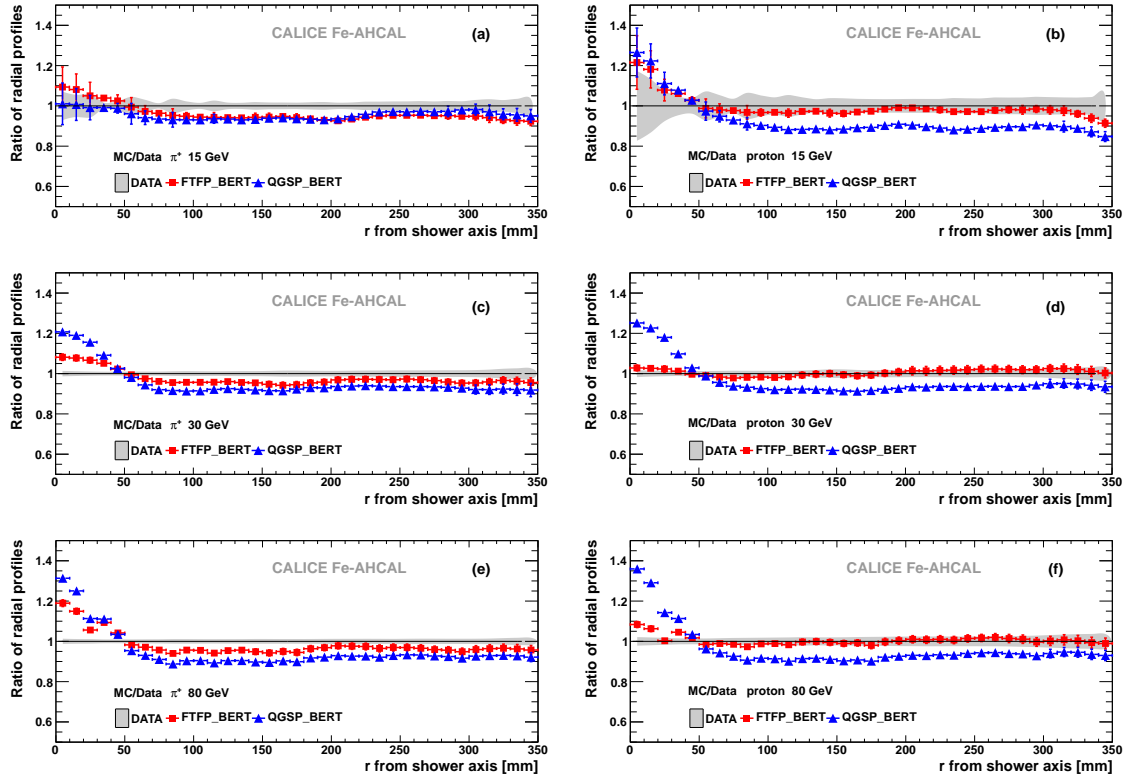 Ratio of radial profiles
1.4
1.2
1
0.8
0.6
CALICE Fe-AHCAL
(a)
MC/Data π⁺ 15 GeV
DATA FTFP_BERT QGSP_BERT
0 50 100 150 200 250 300 350
r from shower axis [mm]
Ratio of radial profiles
1.4
1.2
1
0.8
0.6
CALICE Fe-AHCAL
(b)
MC/Data proton 15 GeV
DATA FTFP_BERT QGSP_BERT
0 50 100 150 200 250 300 350
r from shower axis [mm]
Ratio of radial profiles
1.4
1.2
1
0.8
0.6
CALICE Fe-AHCAL
(c)
MC/Data π⁺ 30 GeV
DATA FTFP_BERT QGSP_BERT
0 50 100 150 200 250 300 350
r from shower axis [mm]
Ratio of radial profiles
1.4
1.2
1
0.8
0.6
CALICE Fe-AHCAL
(d)
MC/Data proton 30 GeV
DATA FTFP_BERT QGSP_BERT
0 50 100 150 200 250 300 350
r from shower axis [mm]
Ratio of radial profiles
1.4
1.2
1
0.8
0.6
CALICE Fe-AHCAL
(e)
MC/Data π⁺ 80 GeV
DATA FTFP_BERT QGSP_BERT
0 50 100 150 200 250 300 350
r from shower axis [mm]
Ratio of radial profiles
1.4
1.2
1
0.8
0.6
CALICE Fe-AHCAL
(f)
MC/Data proton 80 GeV
DATA FTFP_BERT QGSP_BERT
0 50 100 150 200 250 300 350
r from shower axis [mm]